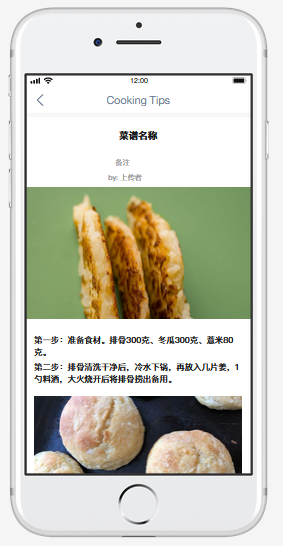 12:00
Cooking Tips
菜谱名称
备注
by: 上传者
第一步：准备食材。排骨300克、冬瓜300克、薏米80
克。
第二步：排骨清洗干净后，冷水下锅，再放入几片姜，1
勺料酒，大火烧开后将排骨捞出备用。